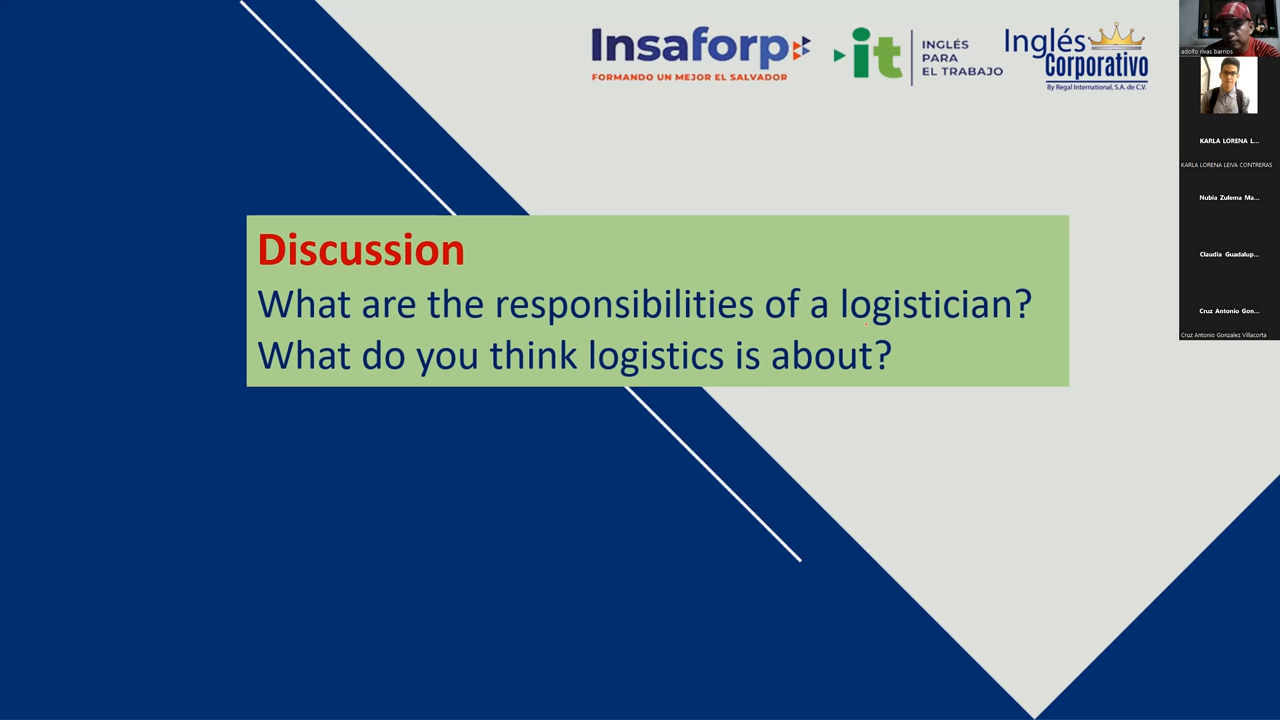 Insaforp
FORMANDO UN MEJOR EL SALVADOR
it
INGLÉS
PARA
EL TRABAJO
Inglés
Corporativo
By Regal International, S.A. de C.V.
Discussion
What are the responsibilities of a logistician?
What do you think logistics is about?
adolfo rivas barrios
KARLA LORENA L...
KARLA LORENA LEIVA CONTRERAS
Nubia Zulema Ma...
Claudia Guadalup...
Cruz Antonio Gon...
Cruz Antonio Gonzalez Villacorta